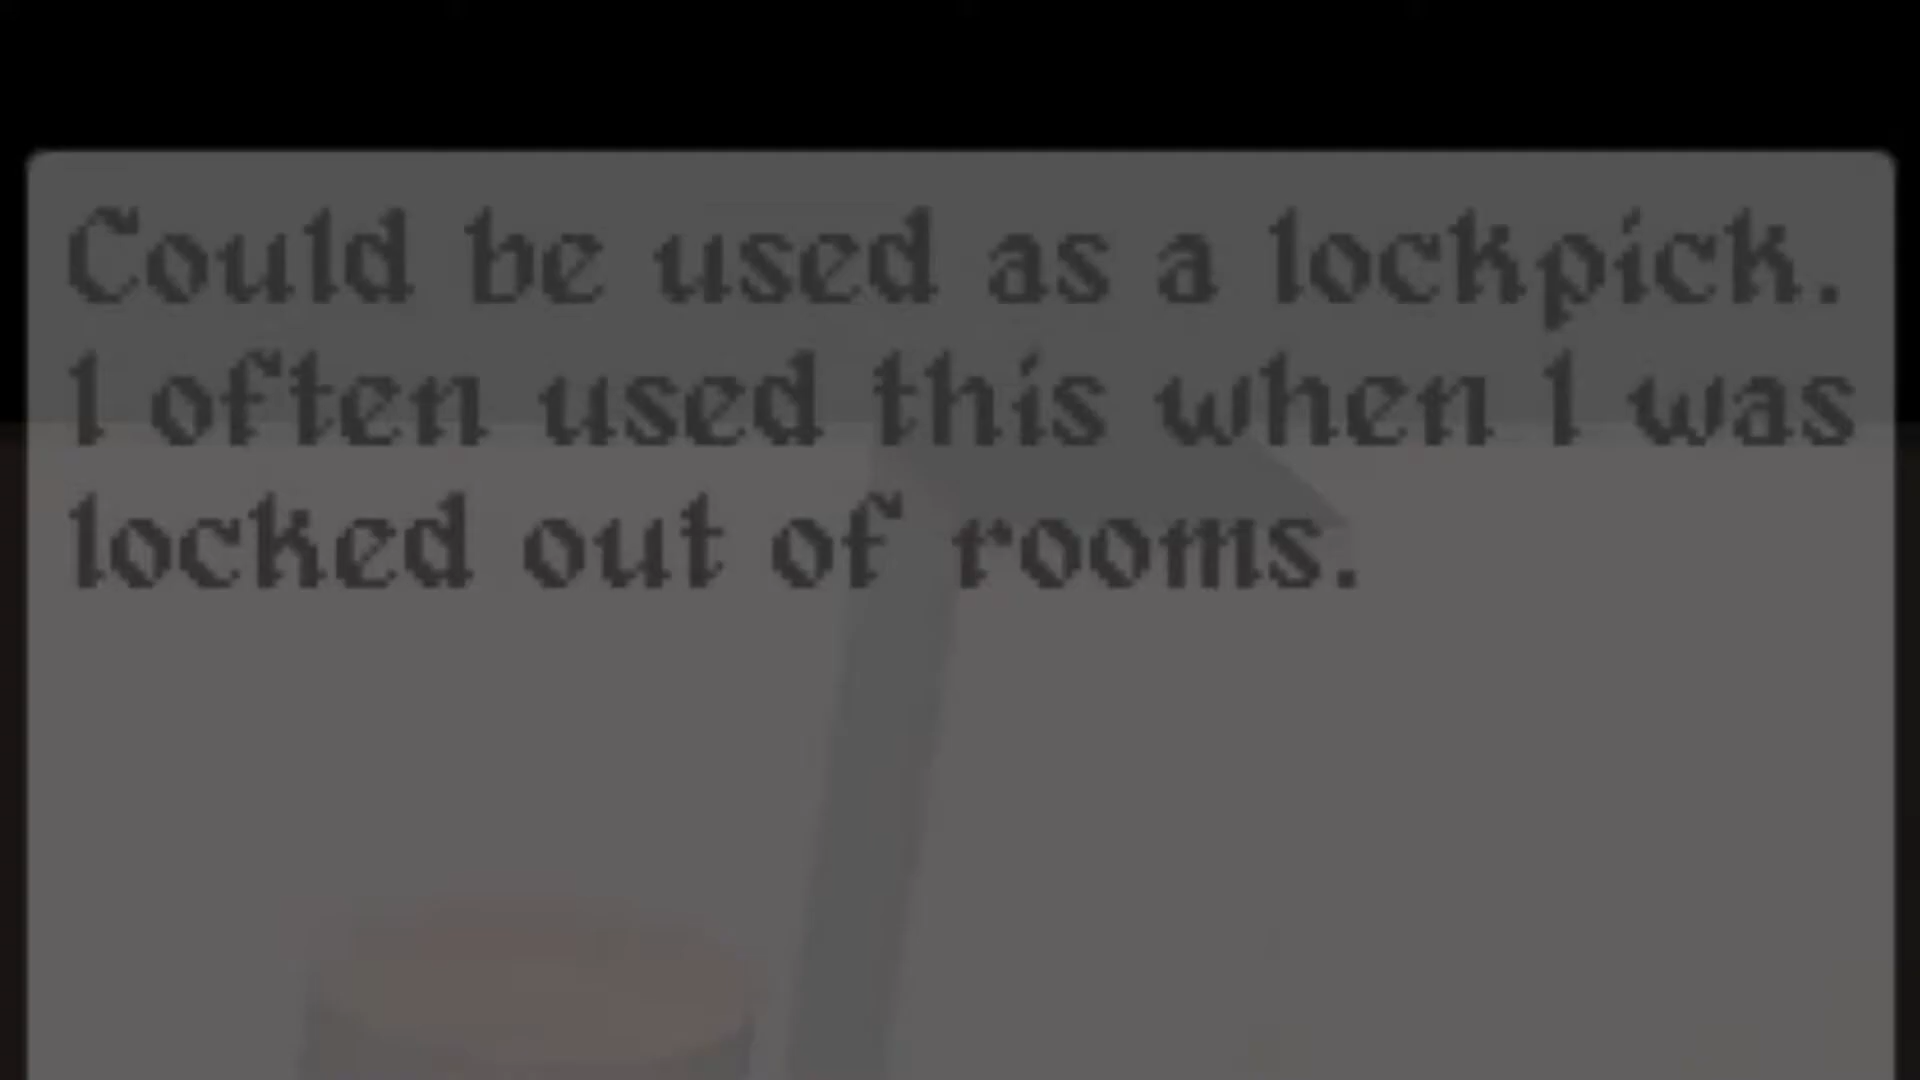 Could be used as a lockpick.
I often used this when I was
locked out of rooms.